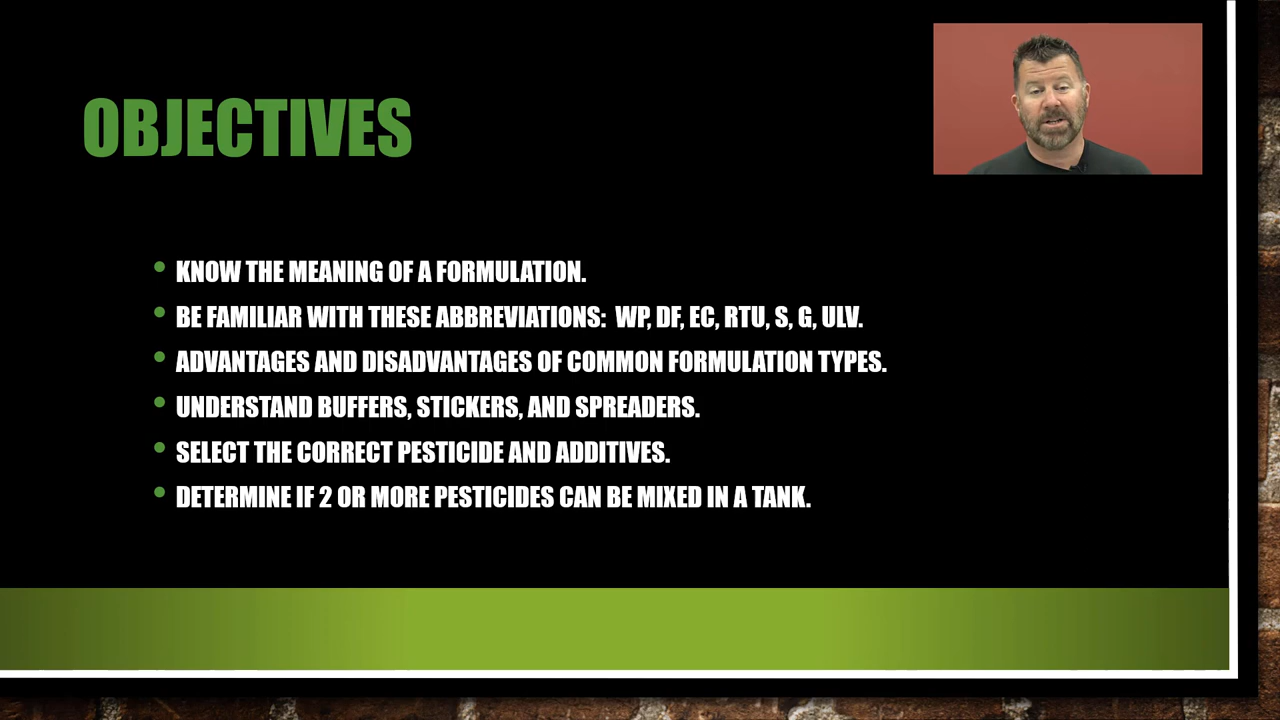 OBJECTIVES
KNOW THE MEANING OF A FORMULATION.
BE FAMILIAR WITH THESE ABBREVIATIONS: WP, DF, EC, RTU, S, G, ULV.
ADVANTAGES AND DISADVANTAGES OF COMMON FORMULATION TYPES.
UNDERSTAND BUFFERS, STICKERS, AND SPREADERS.
SELECT THE CORRECT PESTICIDE AND ADDITIVES.
DETERMINE IF 2 OR MORE PESTICIDES CAN BE MIXED IN A TANK.